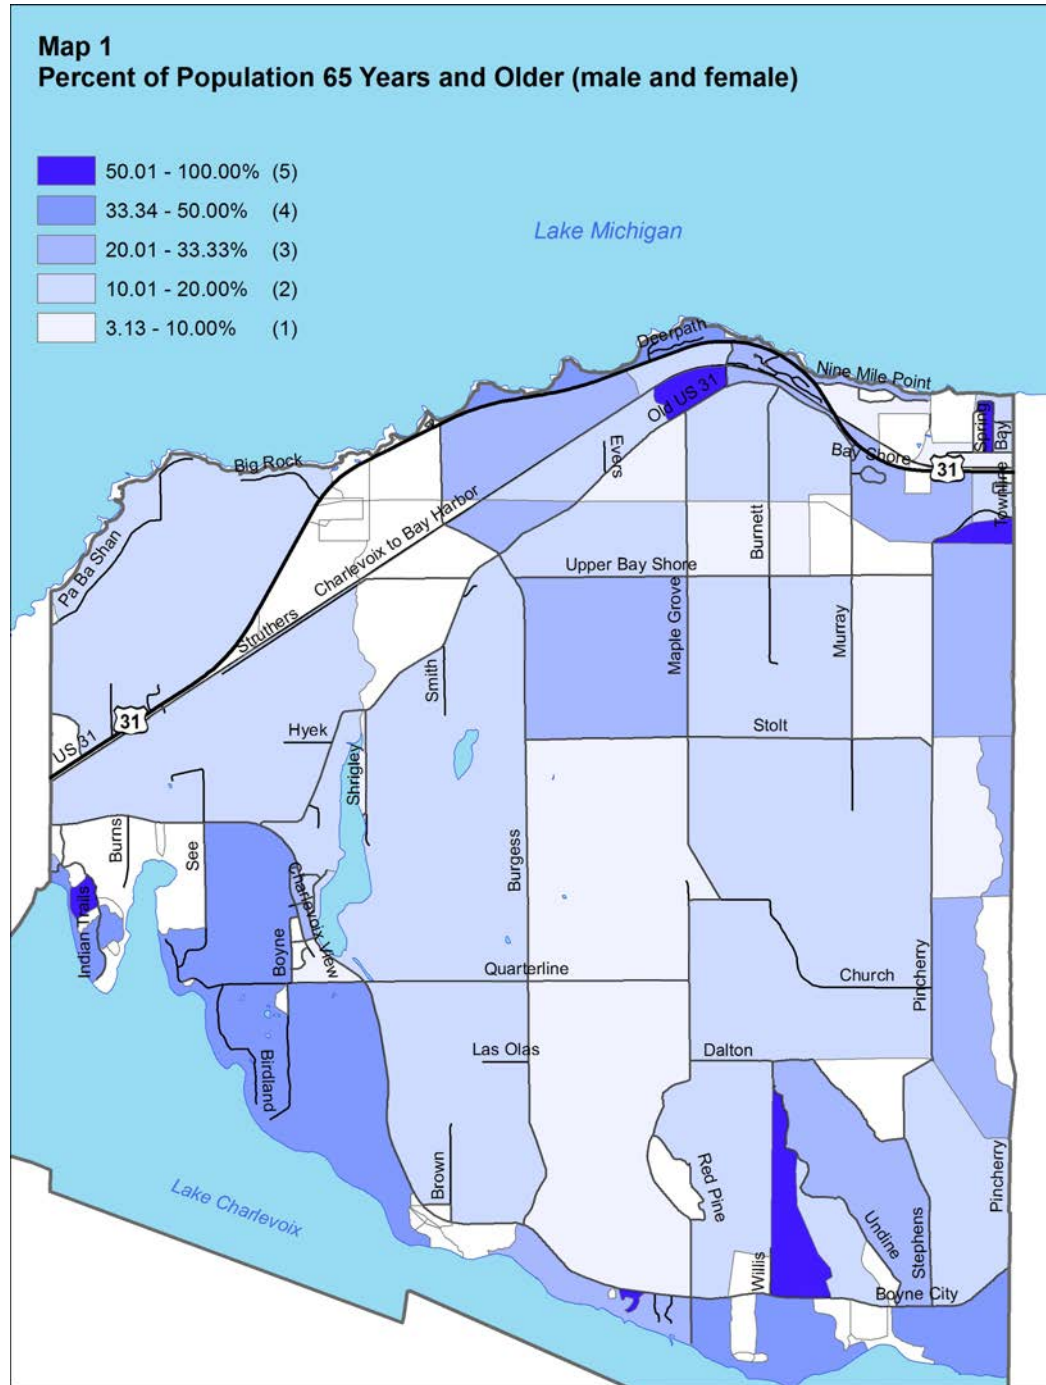 Map 1
Percent of Population 65 Years and Older (male and female)
50.01 - 100.00% (5)
33.34 - 50.00% (4)
20.01 - 33.33% (3)
10.01 - 20.00% (2)
3.13 - 10.00% (1)
Lake Michigan
Deerpath
Nine Mile Point
Old US 31
Spring
Bay
Evers
Bay Shore
31
Big Rock
Townline
Charlevoix to Bay Harbor
Burnett
Pa Ba Shan
Upper Bay Shore
Struthers
Maple Grove
Murray
Smith
31
US 31
Hyek
Stolt
Shrigley
Burns
See
Burgess
Charlevoix View
Indian Trails
Boyne
Quarterline
Church
Pincherry
Las Olas
Dalton
Birdland
Brown
Red Pine
Pincherry
Lake Charlevoix
Undine
Stephens
Willis
Boyne City